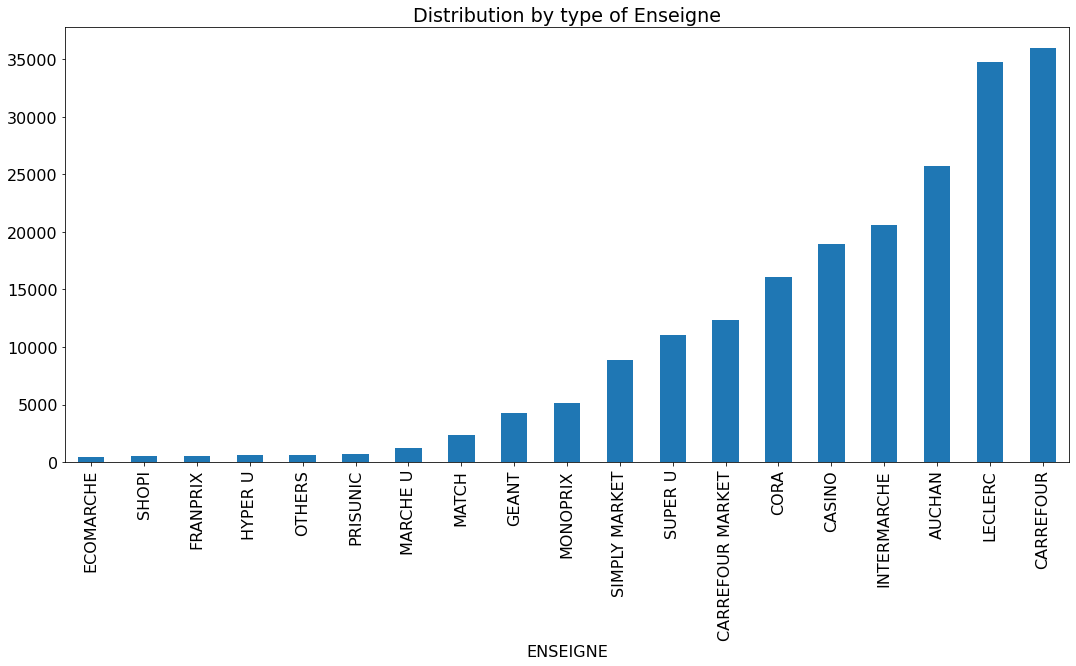 Distribution by type of Enseigne
35000
30000
25000
20000
15000
10000
5000
0
ECOMARCHE
SHOPI
FRANPRIX
HYPER U
OTHERS
PRISUNIC
MARCHE U
MATCH
GEANT
MONOPRIX
SIMPLY MARKET
SUPER U
CARREFOUR MARKET
CORA
CASINO
INTERMARCHE
AUCHAN
LECLERC
CARREFOUR
ENSEIGNE